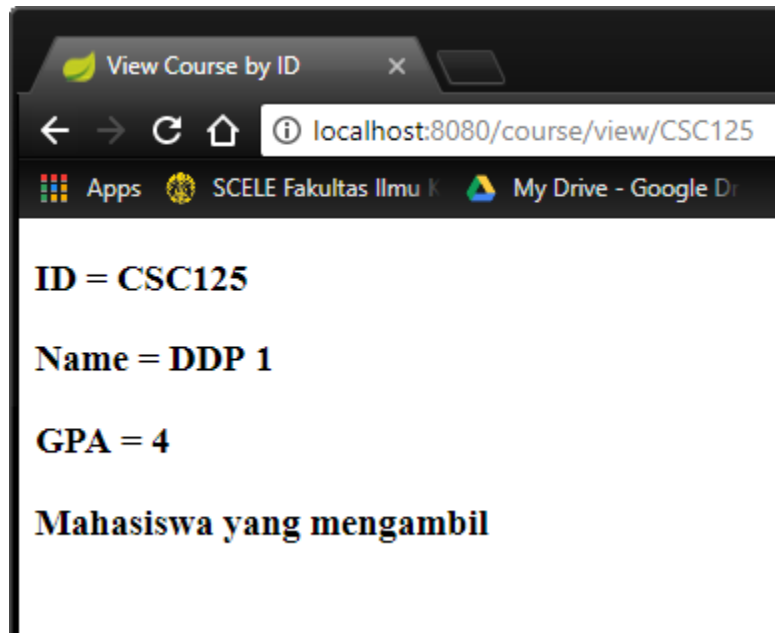 View Course by ID
localhost:8080/course/view/CSC125
Apps SCELE Fakultas Ilmu My Drive - Google
ID = CSC125
Name = DDP 1
GPA = 4
Mahasiswa yang mengambil